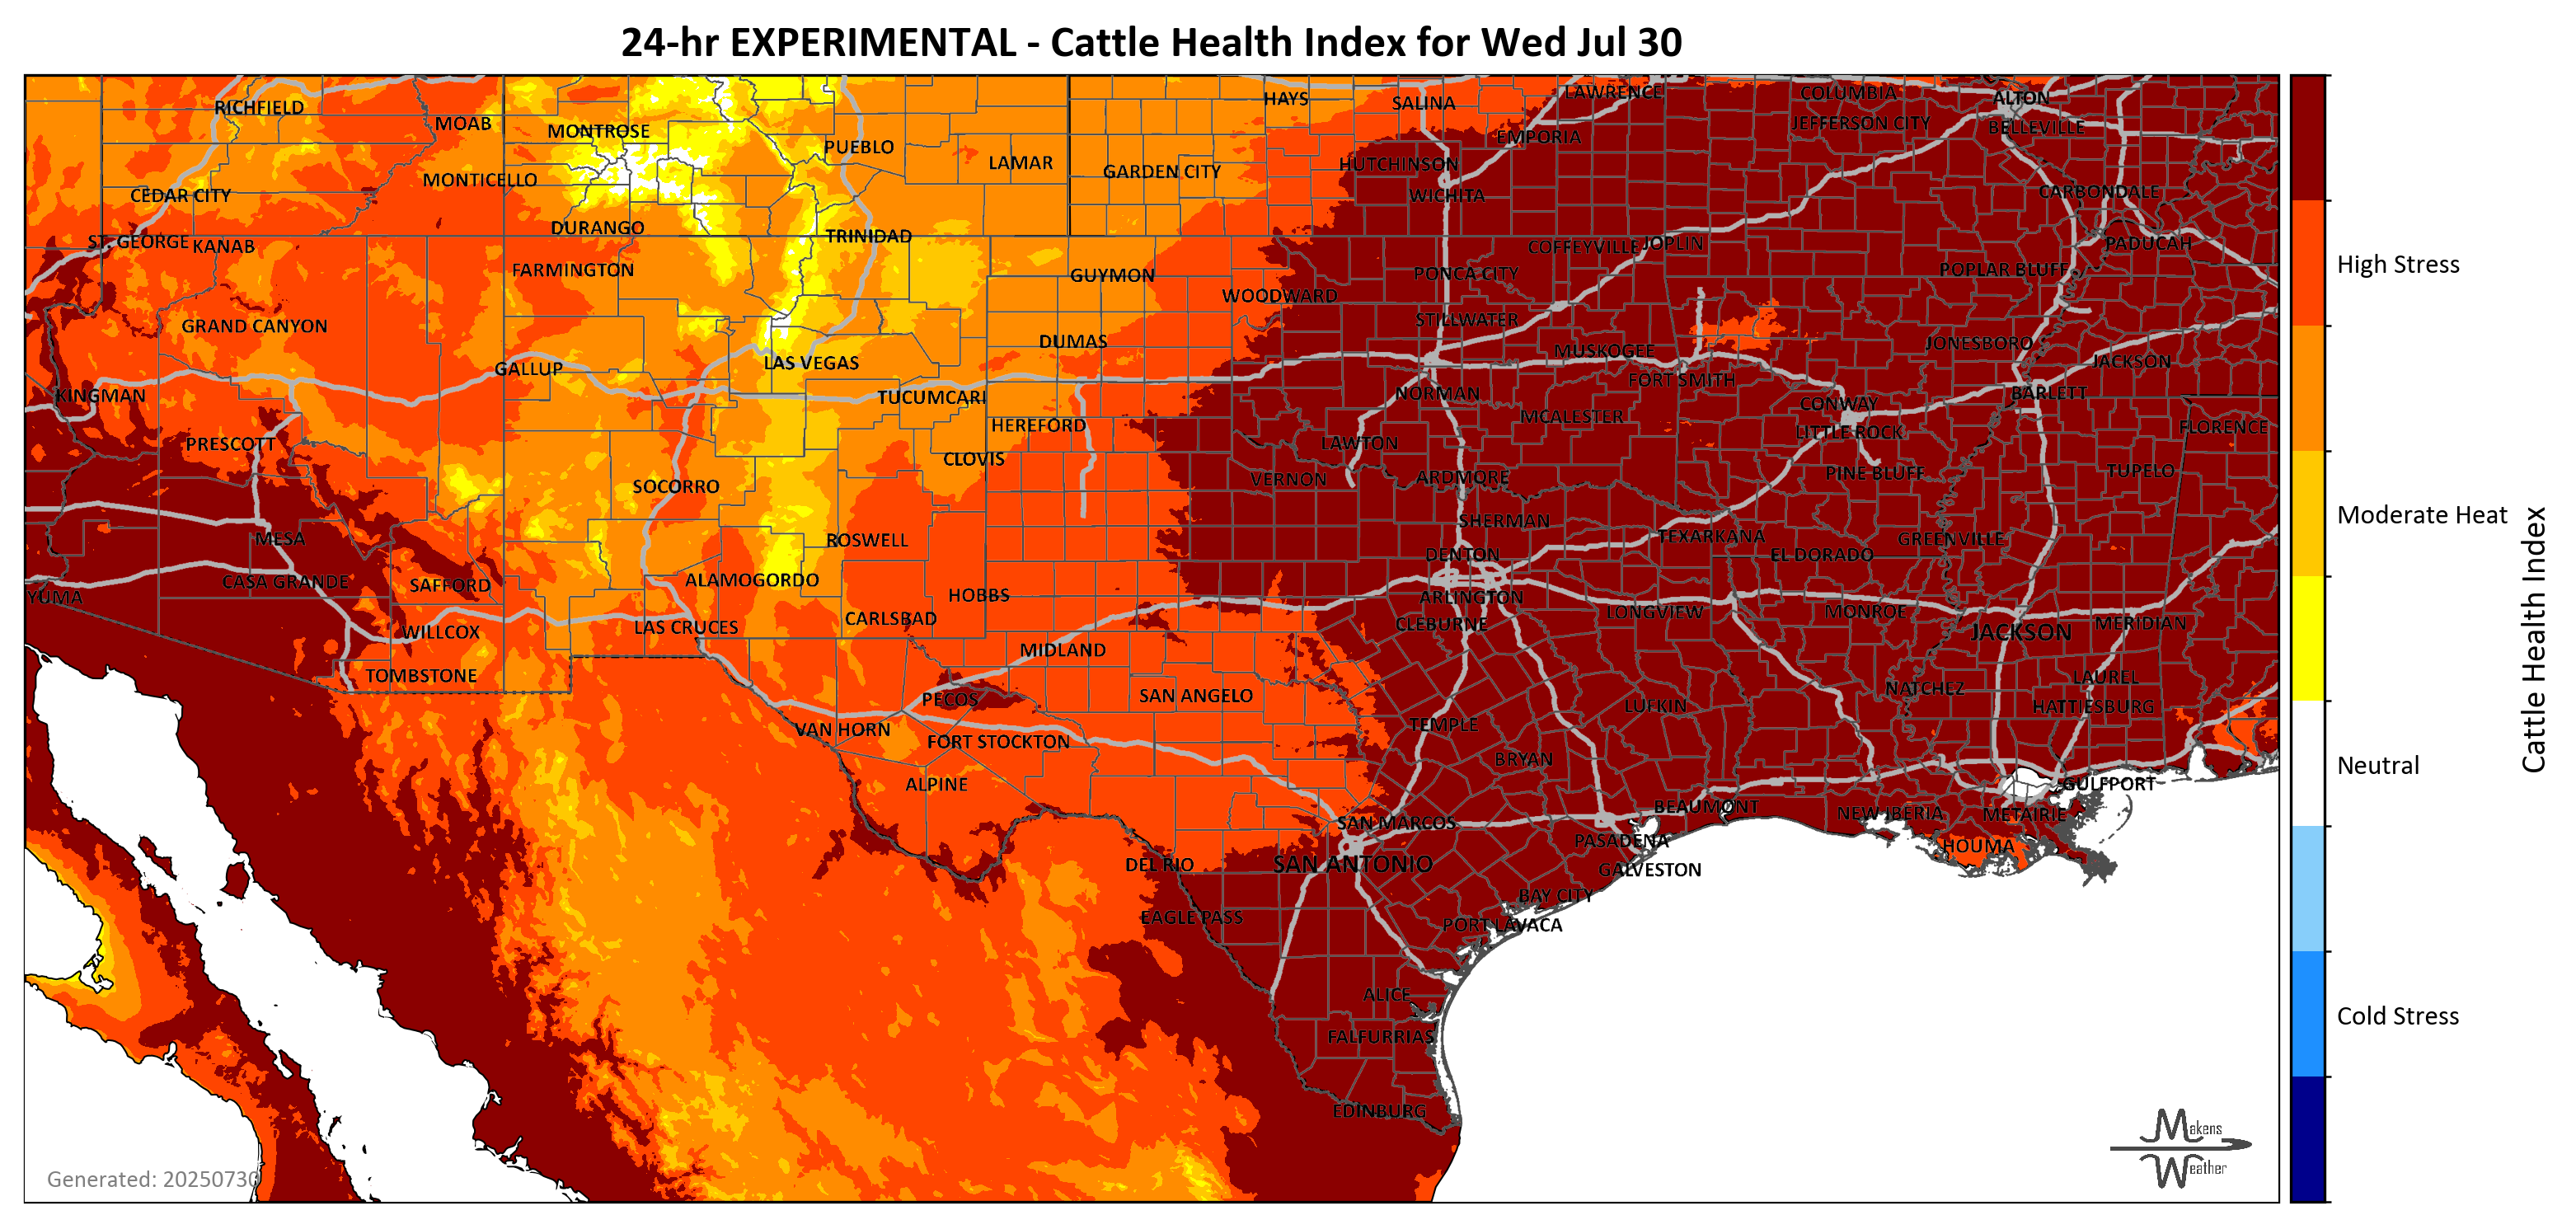 24-hr EXPERIMENTAL - Cattle Health Index for Wed Jul 30
RICHFIELD
MOAB
MONTROSE
PUEBLO
LAMAR
GARDEN CITY
HAYS
SALINA
LAWRENCE
EMPORIA
COLUMBIA
JEFFERSON CITY
ALTON
BELLEVILLE
CEDAR CITY
MONTICELLO
HUTCHINSON
WICHITA
CARBONDALE
ST. GEORGE
KANAB
DURANGO
TRINIDAD
COFFEYVILLE
JOPLIN
PADUCAH
FARMINGTON
GUYMON
PONCA CITY
POPLAR BLUFF
WOODWARD
STILLWATER
GRAND CANYON
DUMAS
MUSKOGEE
JONESBORO
JACKSON
GALLUP
LAS VEGAS
FORT SMITH
KINGMAN
TUCUMCARI
NORMAN
CONWAY
BARLETT
PRESCOTT
HEREFORD
MCALESTER
LITTLE ROCK
FLORENCE
CLOVIS
LAWTON
SOCORRO
VERNON
ARDMORE
PINE BLUFF
TUPELO
MESA
ROSWELL
SHERMAN
TEXARKANA
GREENVILLE
DENTON
EL DORADO
CASA GRANDE
SAFFORD
ALAMOGORDO
YUMA
HOBBS
ARLINGTON
LONGVIEW
MONROE
WILLCOX
LAS CRUCES
CARLSBAD
CLEBURNE
JACKSON
MERIDIAN
TOMBSTONE
MIDLAND
LAUREL
PECOS
SAN ANGELO
NATCHEZ
LUFKIN
HATTIESBURG
VAN HORN
FORT STOCKTON
TEMPLE
BRYAN
ALPINE
GULFPORT
BEAUMONT
NEW IBERIA
METAIRIE
SAN MARCOS
PASADENA
HOUMA
DEL RIO
SAN ANTONIO
GALVESTON
BAY CITY
EAGLE PASS
PORT LAVACA
ALICE
FALFURRIAS
EDINBURG
Generated: 20250730
Makens
Weather
High Stress
Moderate Heat
Neutral
Cold Stress
Cattle Health Index